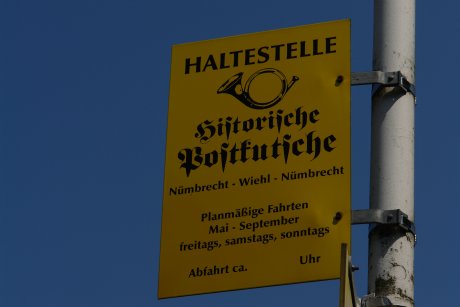 HALTESTELLE
Hiſtoriſche
Poſtkutſche
Nümbrecht - Wiehl - Nümbrecht
Planmäßige Fahrten
Mai - September
freitags, samstags, sonntags
Abfahrt ca. Uhr